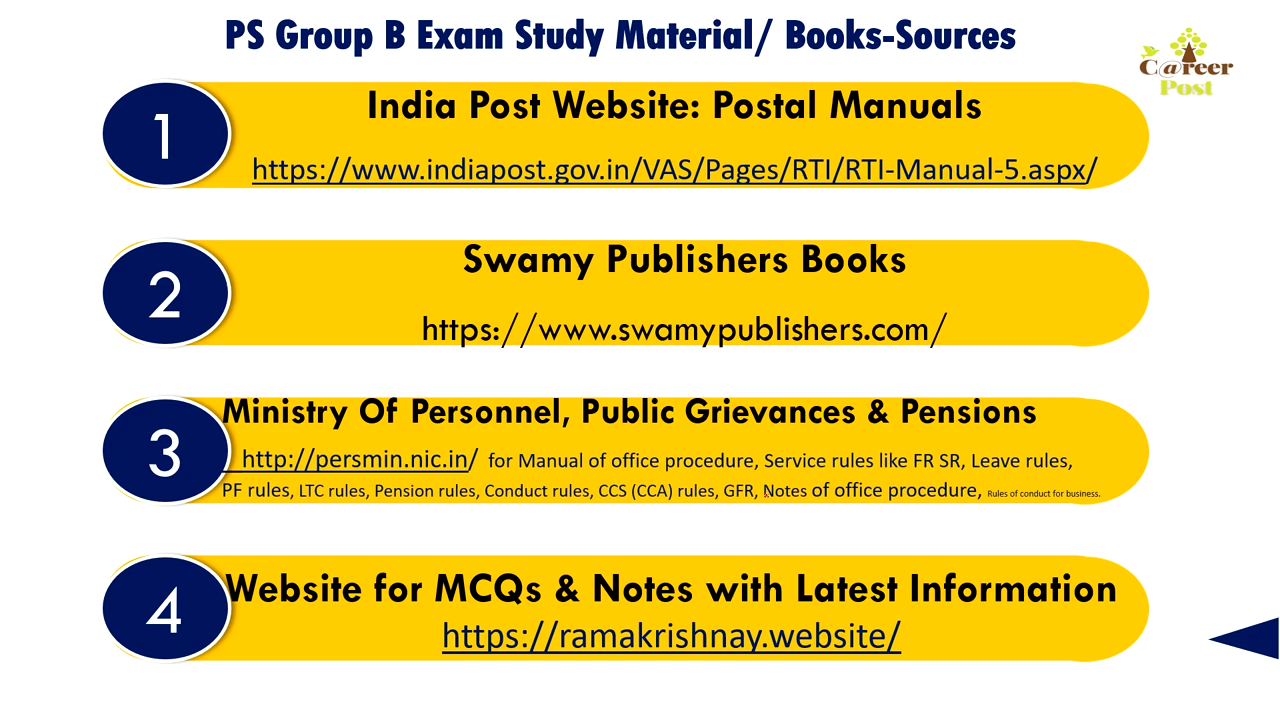 PS Group B Exam Study Material/ Books-Sources
C@reer
Post
1
India Post Website: Postal Manuals
https://www.indiapost.gov.in/VAS/Pages/RTI/RTI-Manual-5.aspx/
2
Swamy Publishers Books
https://www.swamypublishers.com/
3
Ministry Of Personnel, Public Grievances & Pensions
http://persmin.nic.in/ for Manual of office procedure, Service rules like FR SR, Leave rules,
PF rules, LTC rules, Pension rules, Conduct rules, CCS (CCA) rules, GFR, Notes of office procedure, Rules of conduct for business.
4
Website for MCQs & Notes with Latest Information
https://ramakrishnay.website/